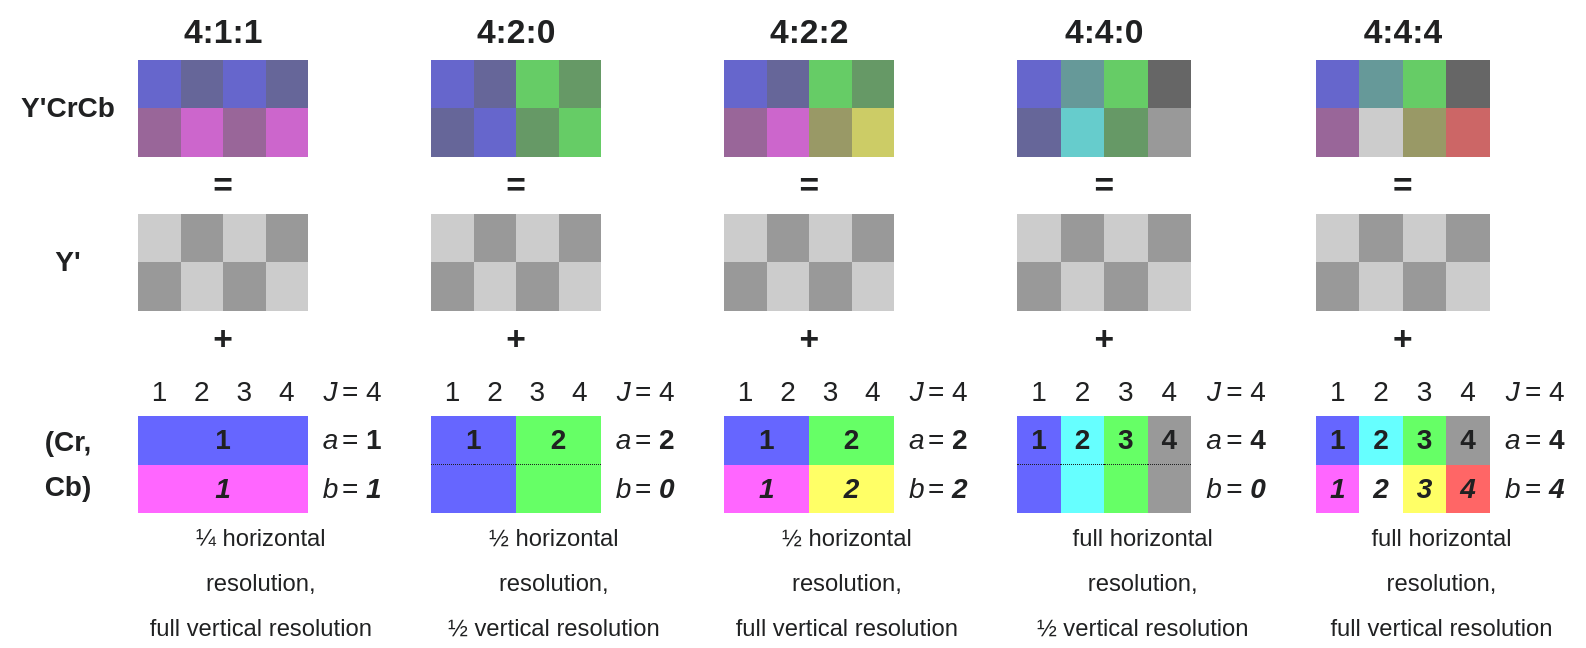 4:1:1 4:2:0 4:2:2 4:4:0 4:4:4
Y'CrCb
= = = = =
Y'
+ + + + +
1 2 3 4 J = 4 1 2 3 4 J = 4 1 2 3 4 J = 4 1 2 3 4 J = 4 1 2 3 4 J = 4
(Cr,
Cb)
1 a = 1 1 2 a = 2 1 2 a = 2 1 2 3 4 a = 4 1 2 3 4 a = 4
1 b = 1 b = 0 1 2 b = 2 b = 0 1 2 3 4 b = 4
¼ horizontal ½ horizontal ½ horizontal full horizontal full horizontal
resolution, resolution, resolution, resolution, resolution,
full vertical resolution ½ vertical resolution full vertical resolution ½ vertical resolution full vertical resolution